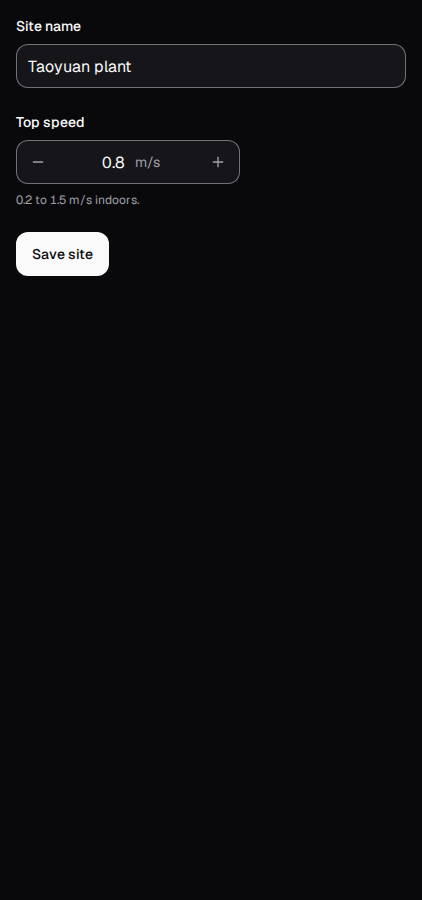 Site name
Taoyuan plant
Top speed
− 0.8 m/s +
0.2 to 1.5 m/s indoors.
Save site